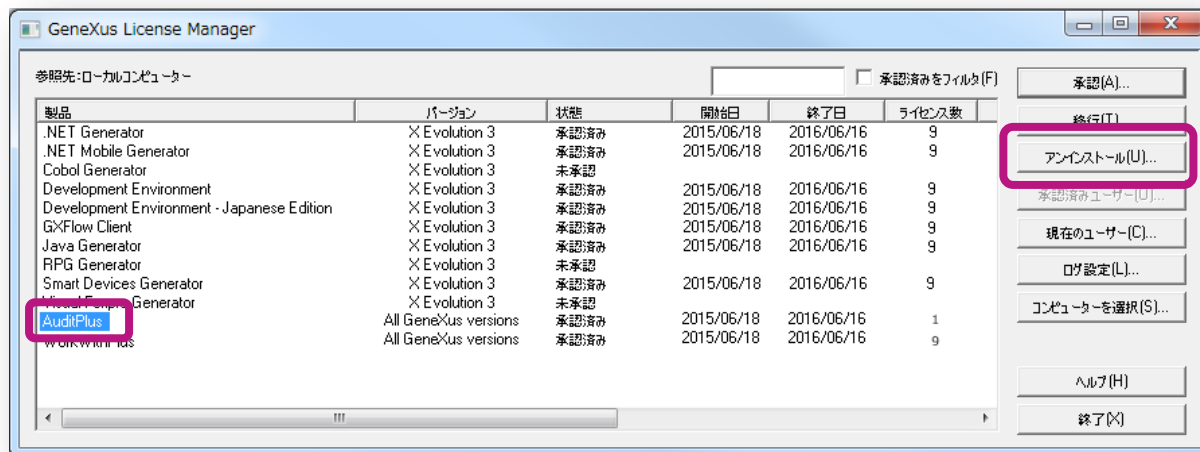 GeneXus License Manager
参照先:ローカルコンピューター
承認済みをフィルタ(F)
承認(A)...
製品 バージョン 状態 開始日 終了日 ライセンス数
.NET Generator X Evolution 3 承認済み 2015/06/18 2016/06/16 9
移行(T)...
.NET Mobile Generator X Evolution 3 承認済み 2015/06/18 2016/06/16 9
アンインストール(U)...
Cobol Generator X Evolution 3 未承認
Development Environment X Evolution 3 承認済み 2015/06/18 2016/06/16 9
承認済みユーザー(U)...
Development Environment - Japanese Edition X Evolution 3 承認済み 2015/06/18 2016/06/16 9
GXFlow Client X Evolution 3 承認済み 2015/06/18 2016/06/16 9
現在のユーザー(C)...
Java Generator X Evolution 3 承認済み 2015/06/18 2016/06/16 9
RPG Generator X Evolution 3 未承認
ログ設定(L)...
Smart Devices Generator X Evolution 3 承認済み 2015/06/18 2016/06/16 9
Visual Foxpro Generator X Evolution 3 未承認
コンピューターを選択(S)...
AuditPlus All GeneXus versions 承認済み 2015/06/18 2016/06/16 1
WorkWithPlus All GeneXus versions 承認済み 2015/06/18 2016/06/16 9
ヘルプ(H)
終了(X)